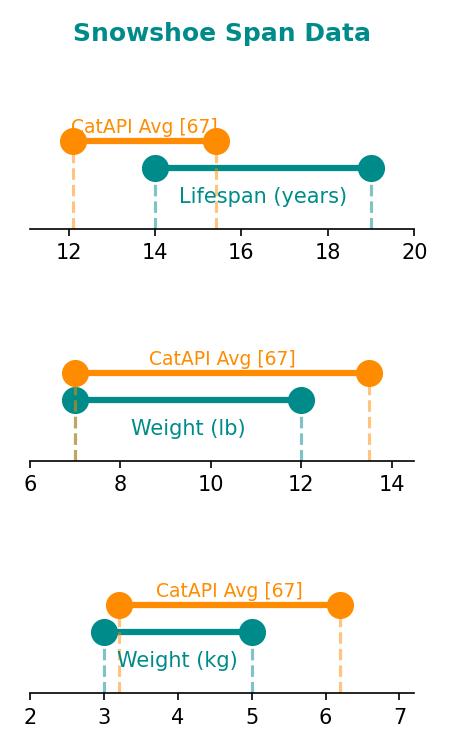 Snowshoe Span Data
CatAPI Avg [67]
Lifespan (years)
12 14 16 18 20
CatAPI Avg [67]
Weight (lb)
6 8 10 12 14
CatAPI Avg [67]
Weight (kg)
2 3 4 5 6 7